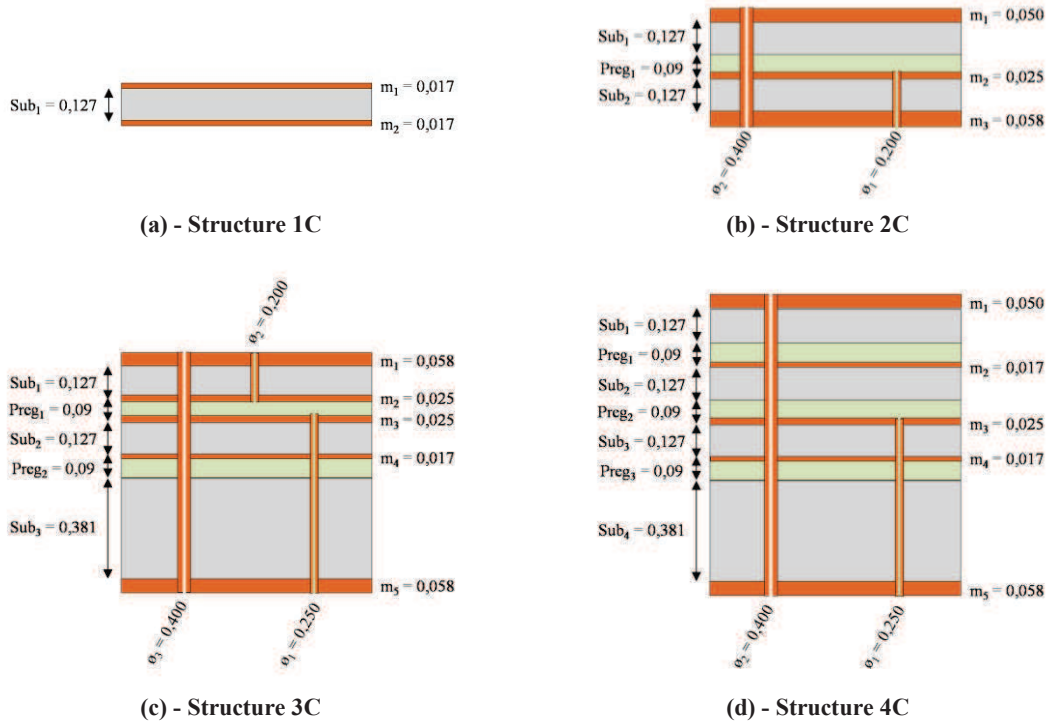 m₁ = 0,017
Sub₁ = 0,127
m₂ = 0,017
(a) - Structure 1C
m₁ = 0,050
Sub₁ = 0,127
Preg₁ = 0,09
m₂ = 0,025
Sub₂ = 0,127
m₃ = 0,058
ø₂ = 0,400
ø₁ = 0,200
(b) - Structure 2C
ø₂ = 0,200
m₁ = 0,058
Sub₁ = 0,127
m₂ = 0,025
Preg₁ = 0,09
m₃ = 0,025
Sub₂ = 0,127
m₄ = 0,017
Preg₂ = 0,09
Sub₃ = 0,381
m₅ = 0,058
ø₃ = 0,400
ø₁ = 0,250
(c) - Structure 3C
m₁ = 0,050
Sub₁ = 0,127
Preg₁ = 0,09
m₂ = 0,017
Sub₂ = 0,127
Preg₂ = 0,09
m₃ = 0,025
Sub₃ = 0,127
m₄ = 0,017
Preg₃ = 0,09
Sub₄ = 0,381
m₅ = 0,058
ø₂ = 0,400
ø₁ = 0,250
(d) - Structure 4C